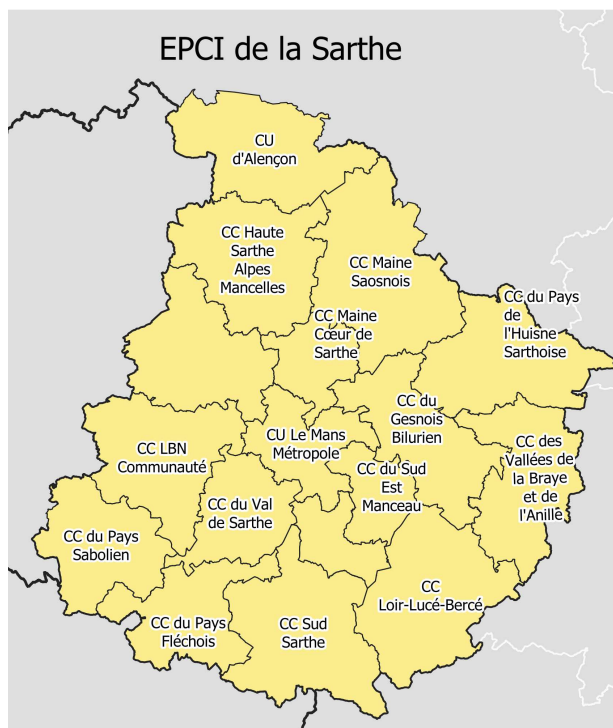 EPCI de la Sarthe
CU
d'Alençon
CC Haute
Sarthe
Alpes
Mancelles
CC Maine
Saosnois
CC du Pays
de
l'Huisne
Sarthoise
CC Maine
Cœur de
Sarthe
CC du
Gesnois
Bilurien
CU Le Mans
Métropole
CC LBN
Communauté
CC des
Vallées de
la Braye
et de
l'Anille
CC du Sud
Est
Manceau
CC du Val
de Sarthe
CC du Pays
Sabolien
CC
Loir-Lucé-Bercé
CC du Pays
Fléchois
CC Sud
Sarthe